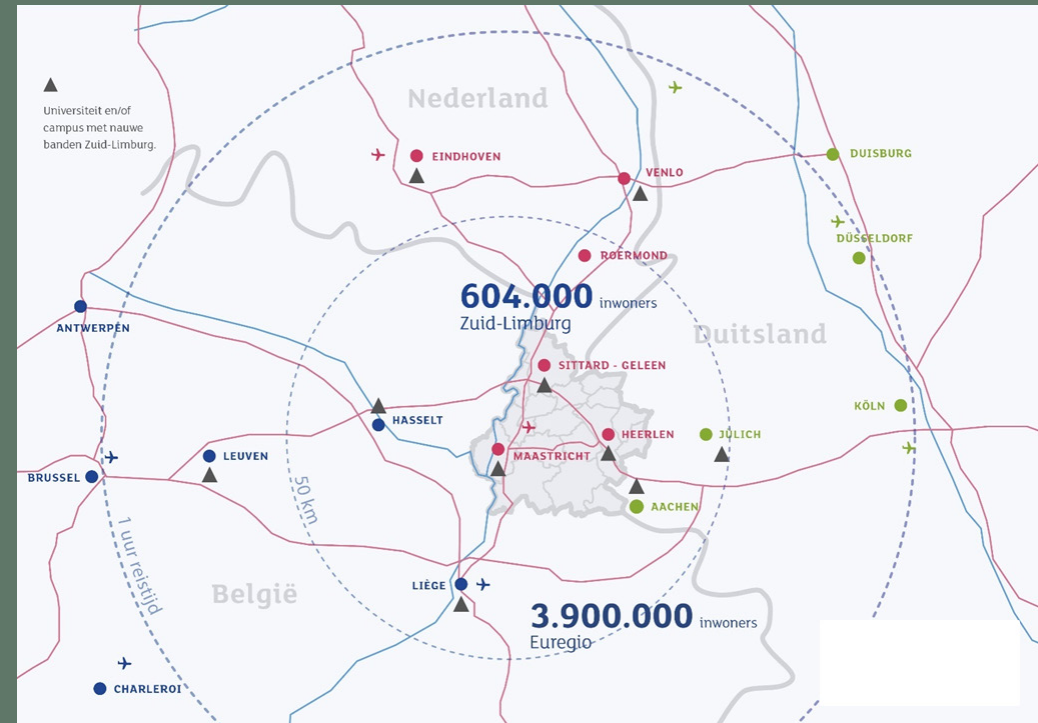 Nederland
Universiteit en/of
campus met nauwe
banden Zuid-Limburg.
EINDHOVEN
VENLO
DUISBURG
DÜSSELDORF
ROERMOND
604.000 inwoners
Zuid-Limburg
ANTWERPEN
Duitsland
SITTARD - GELEEN
KÖLN
HASSELT
HEERLEN
JÜLICH
LEUVEN
MAASTRICHT
BRUSSEL
50 km
AACHEN
1 uur reistijd
LIÈGE
België
3.900.000 inwoners
Euregio
CHARLEROI